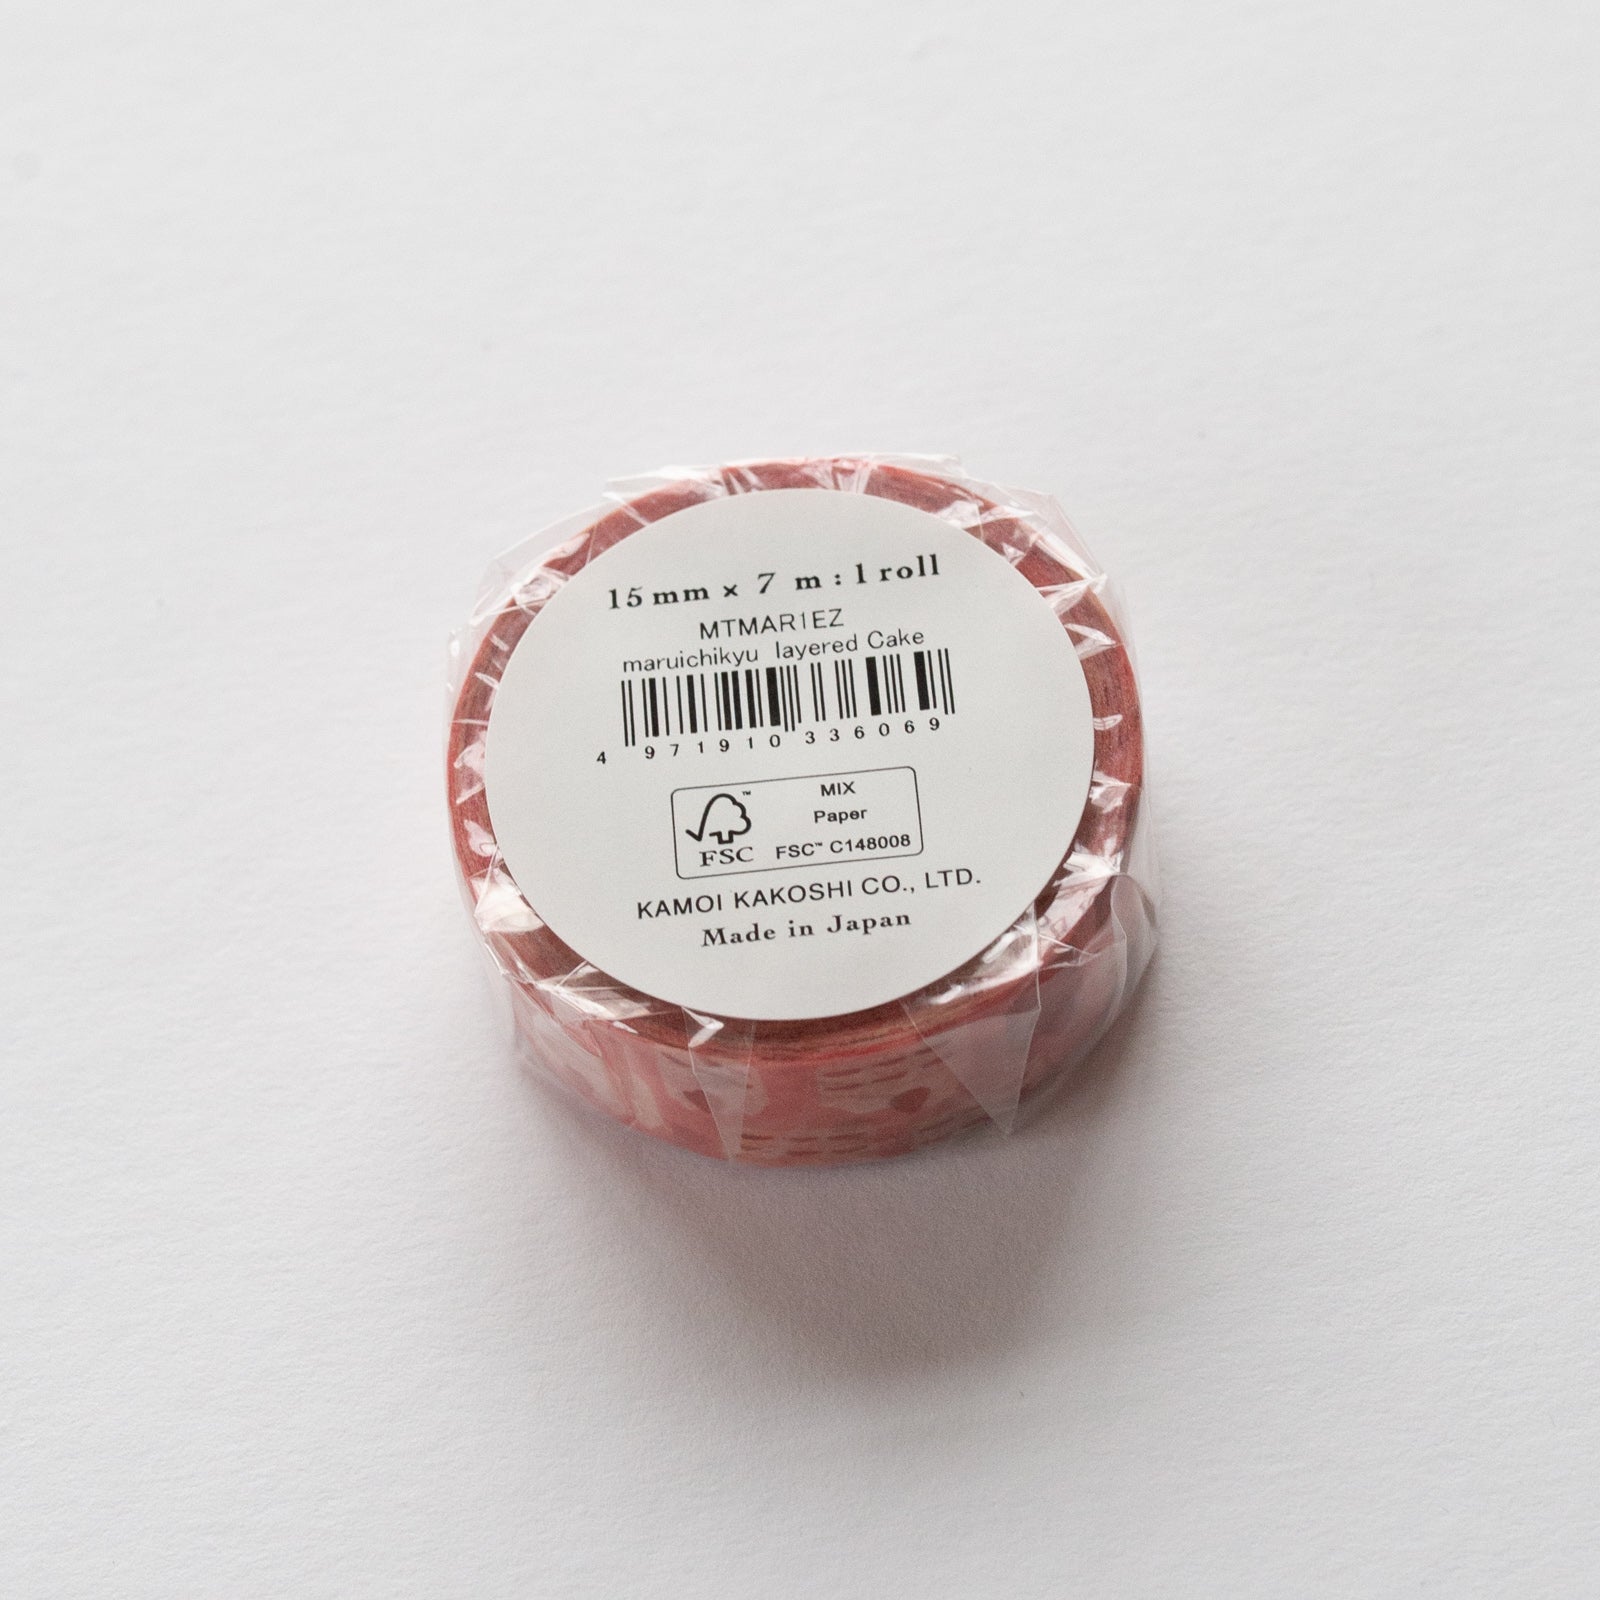 15mm × 7 m : 1 roll
MTMAR1EZ
maruichikyu layered Cake
4 971910 336069
MIX
Paper
FSC™ C148008
™
FSC
KAMOI KAKOSHI CO., LTD.
Made in Japan